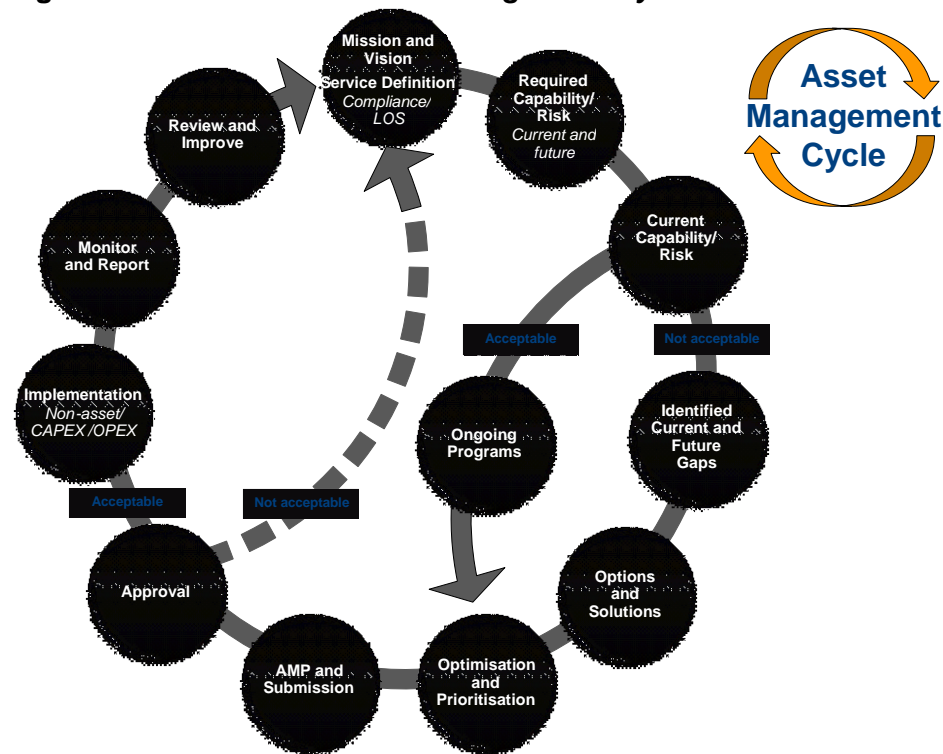 Mission and
Vision
Service Definition
Compliance/
LOS
Required
Capability/
Risk
Current and
future
Current
Capability/
Risk
Acceptable
Not acceptable
Identified
Current and
Future
Gaps
Ongoing
Programs
Options
and
Solutions
Optimisation
and
Prioritisation
AMP and
Submission
Approval
Acceptable
Not acceptable
Implementation
Non-asset/
CAPEX /OPEX
Monitor
and Report
Review and
Improve
Asset
Management
Cycle